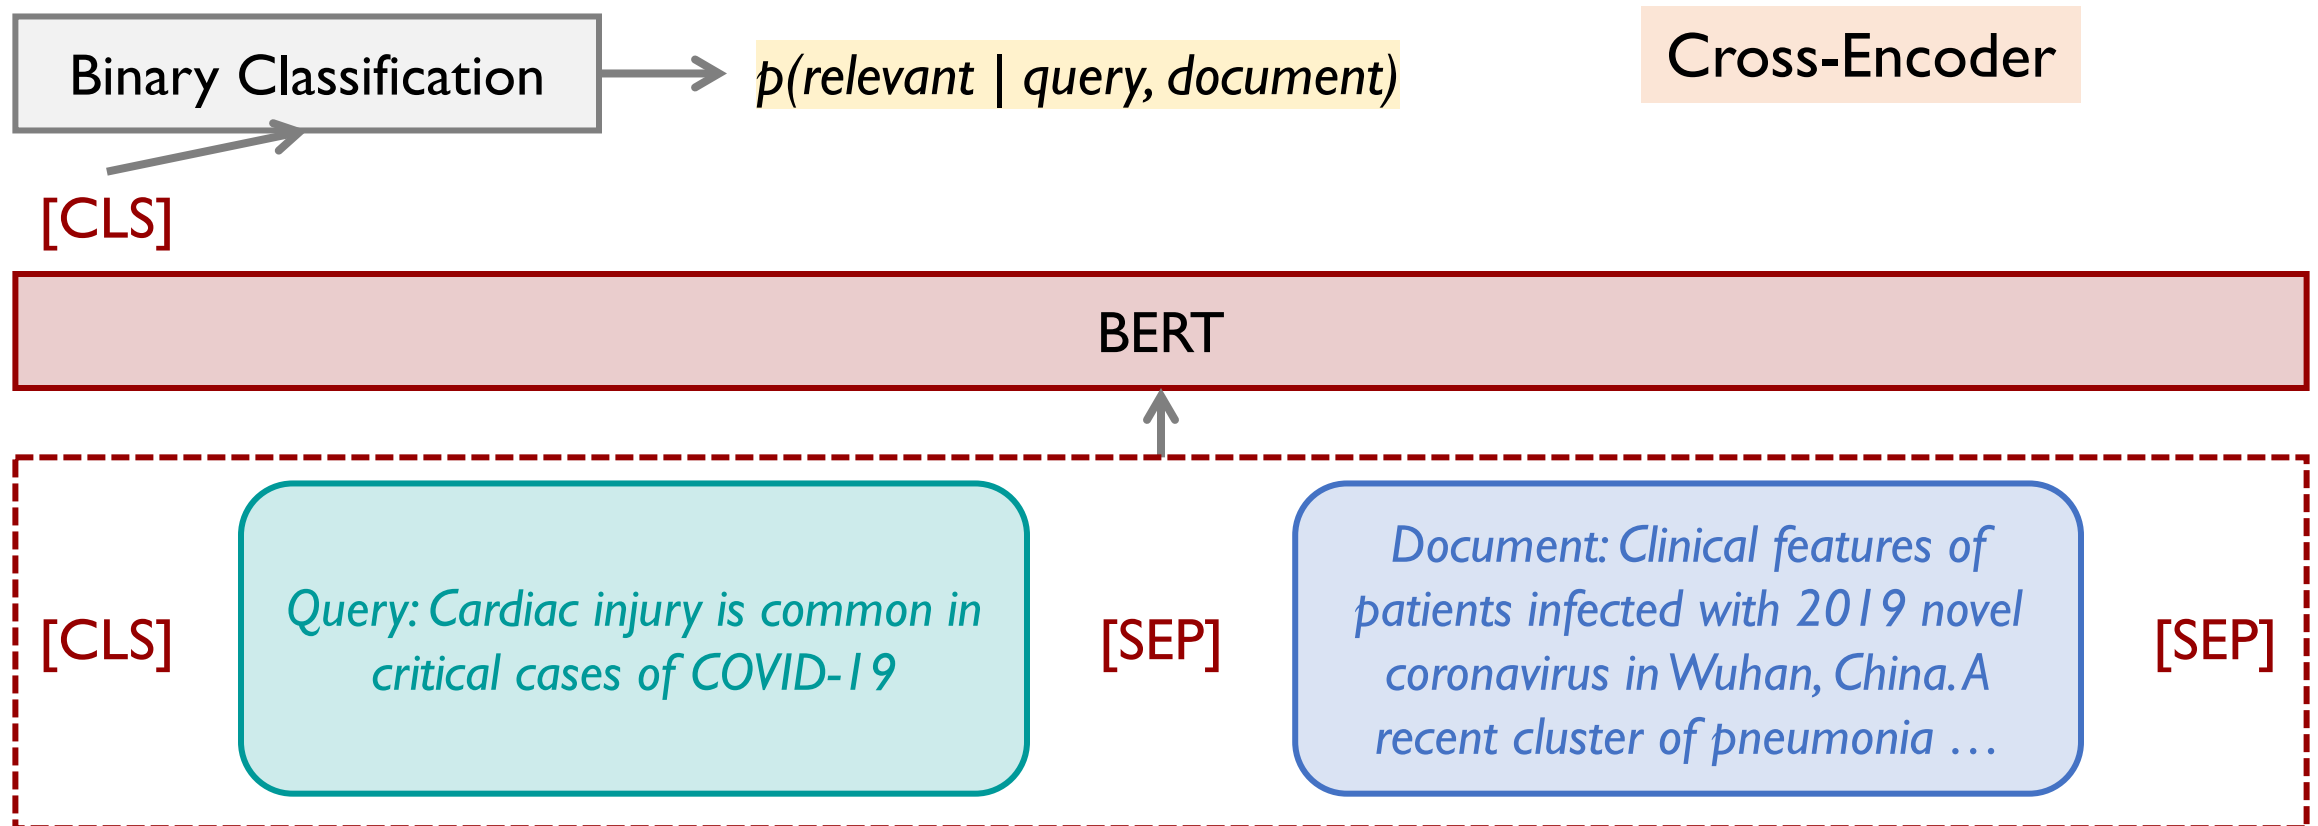 Binary Classification
p(relevant | query, document)
Cross-Encoder
[CLS]
BERT
[CLS]
Query: Cardiac injury is common in
critical cases of COVID-19
[SEP]
Document: Clinical features of
patients infected with 2019 novel
coronavirus in Wuhan, China. A
recent cluster of pneumonia …
[SEP]